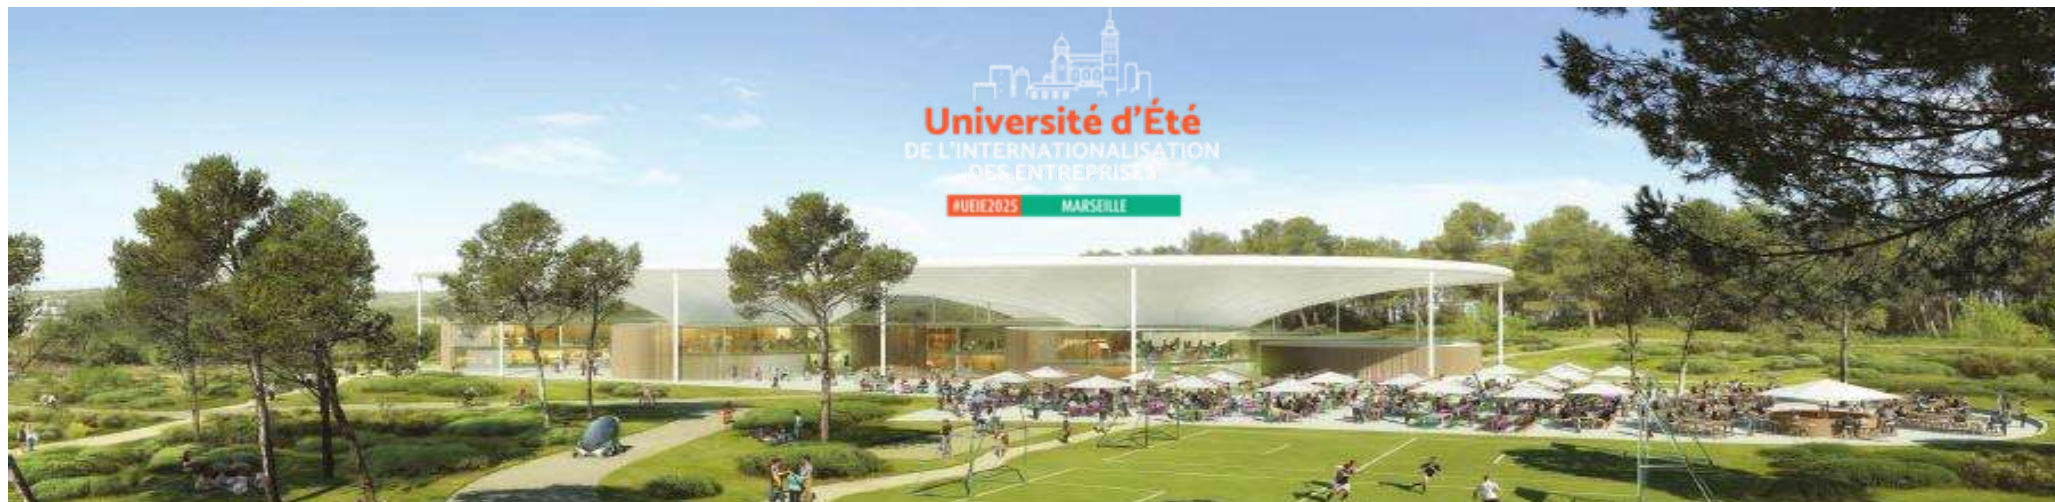 Université d'Été
DE L'INTERNATIONALISATION
DES ENTREPRISES
#UEIE2025 MARSEILLE